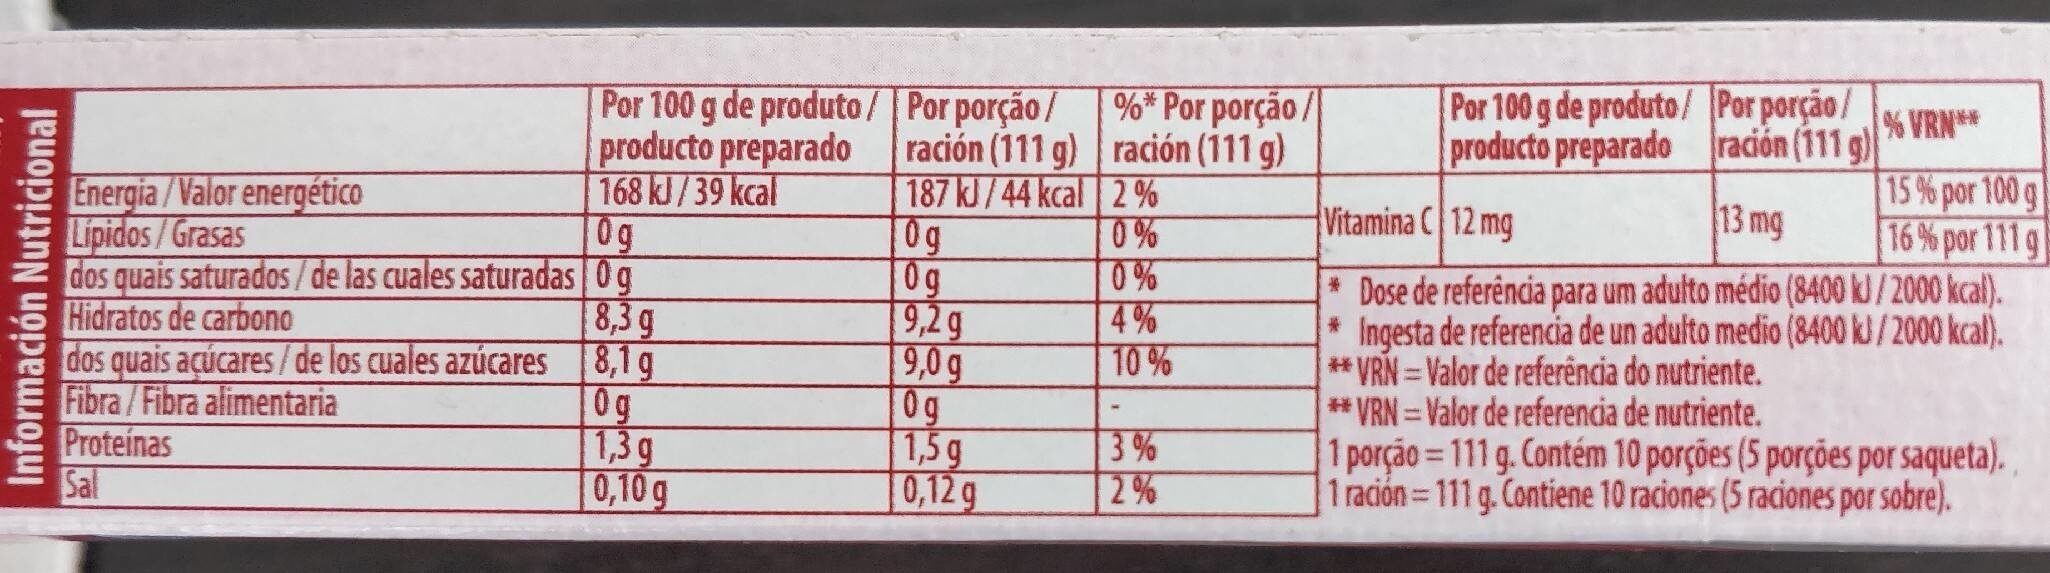 Información Nutricional
Por 100 g de produto / producto preparado | Por porção / ración (111 g) | %* Por porção / ración (111 g)
Energia / Valor energético | 168 kJ / 39 kcal | 187 kJ / 44 kcal | 2 %
Lípidos / Grasas | 0 g | 0 g | 0 %
dos quais saturados / de las cuales saturadas | 0 g | 0 g | 0 %
Hidratos de carbono | 8,3 g | 9,2 g | 4 %
dos quais açúcares / de los cuales azúcares | 8,1 g | 9,0 g | 10 %
Fibra / Fibra alimentaria | 0 g | 0 g | -
Proteínas | 1,3 g | 1,5 g | 3 %
Sal | 0,10 g | 0,12 g | 2 %
Por 100 g de produto / producto preparado | Por porção / ración (111 g) | % VRN**
Vitamina C | 12 mg | 13 mg | 15 % por 100 g
16 % por 111 g
* Dose de referência para um adulto médio (8400 kJ / 2000 kcal).
* Ingesta de referencia de un adulto medio (8400 kJ / 2000 kcal).
** VRN = Valor de referência do nutriente.
** VRN = Valor de referencia de nutriente.
1 porção = 111 g. Contém 10 porções (5 porções por saqueta).
1 ración = 111 g. Contiene 10 raciones (5 raciones por sobre).